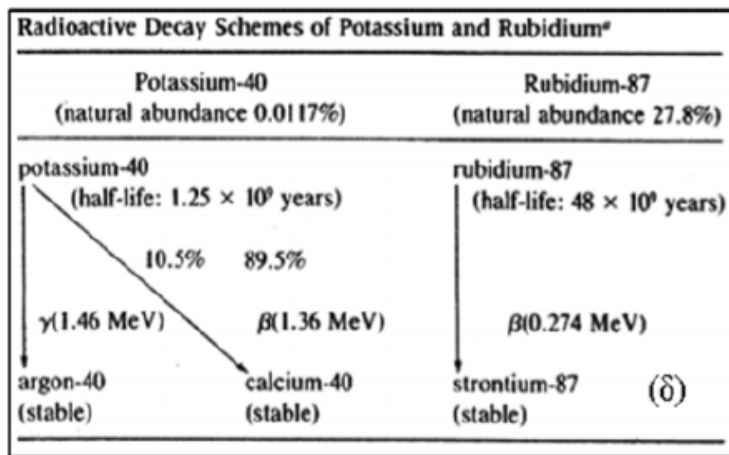 Radioactive Decay Schemes of Potassium and Rubidiumᵃ
Potassium-40 Rubidium-87
(natural abundance 0.0117%) (natural abundance 27.8%)
potassium-40 rubidium-87
(half-life: 1.25 × 10⁹ years) (half-life: 48 × 10⁹ years)
10.5% 89.5%
γ(1.46 MeV) β(1.36 MeV) β(0.274 MeV)
argon-40 calcium-40 strontium-87 (δ)
(stable) (stable) (stable)